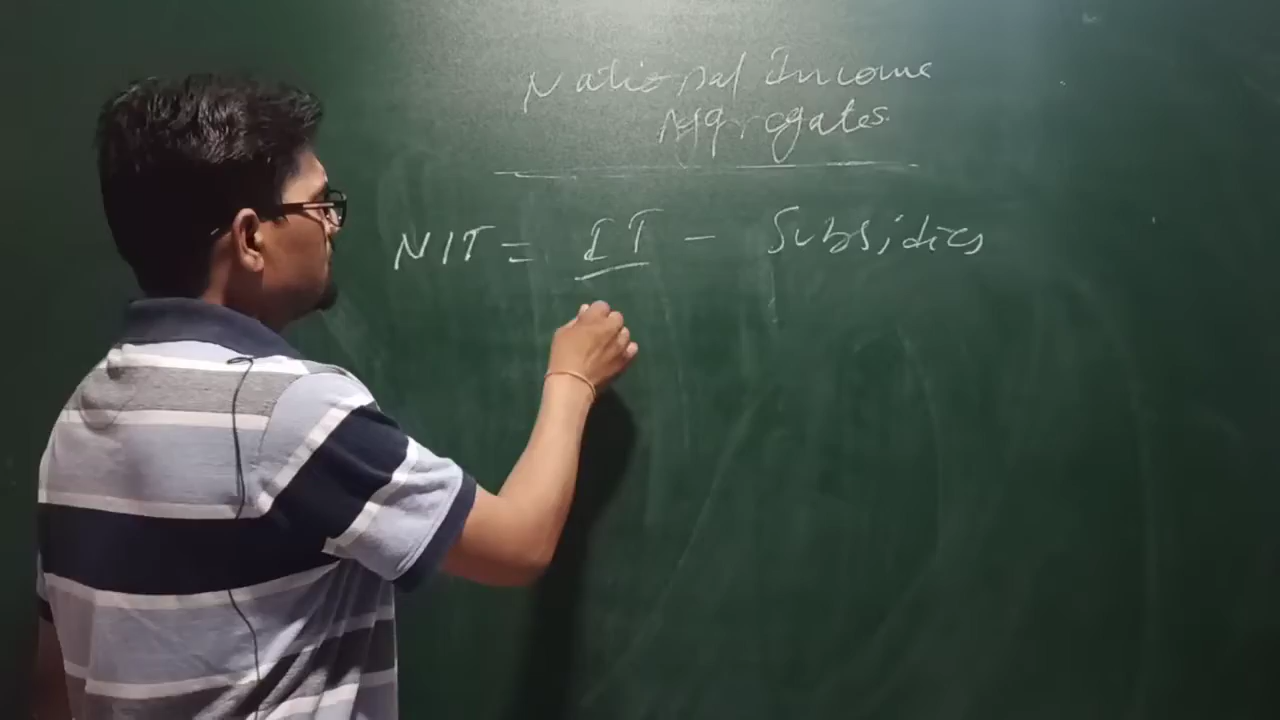 National Income
Aggregates
NIT = IT - Subsidies